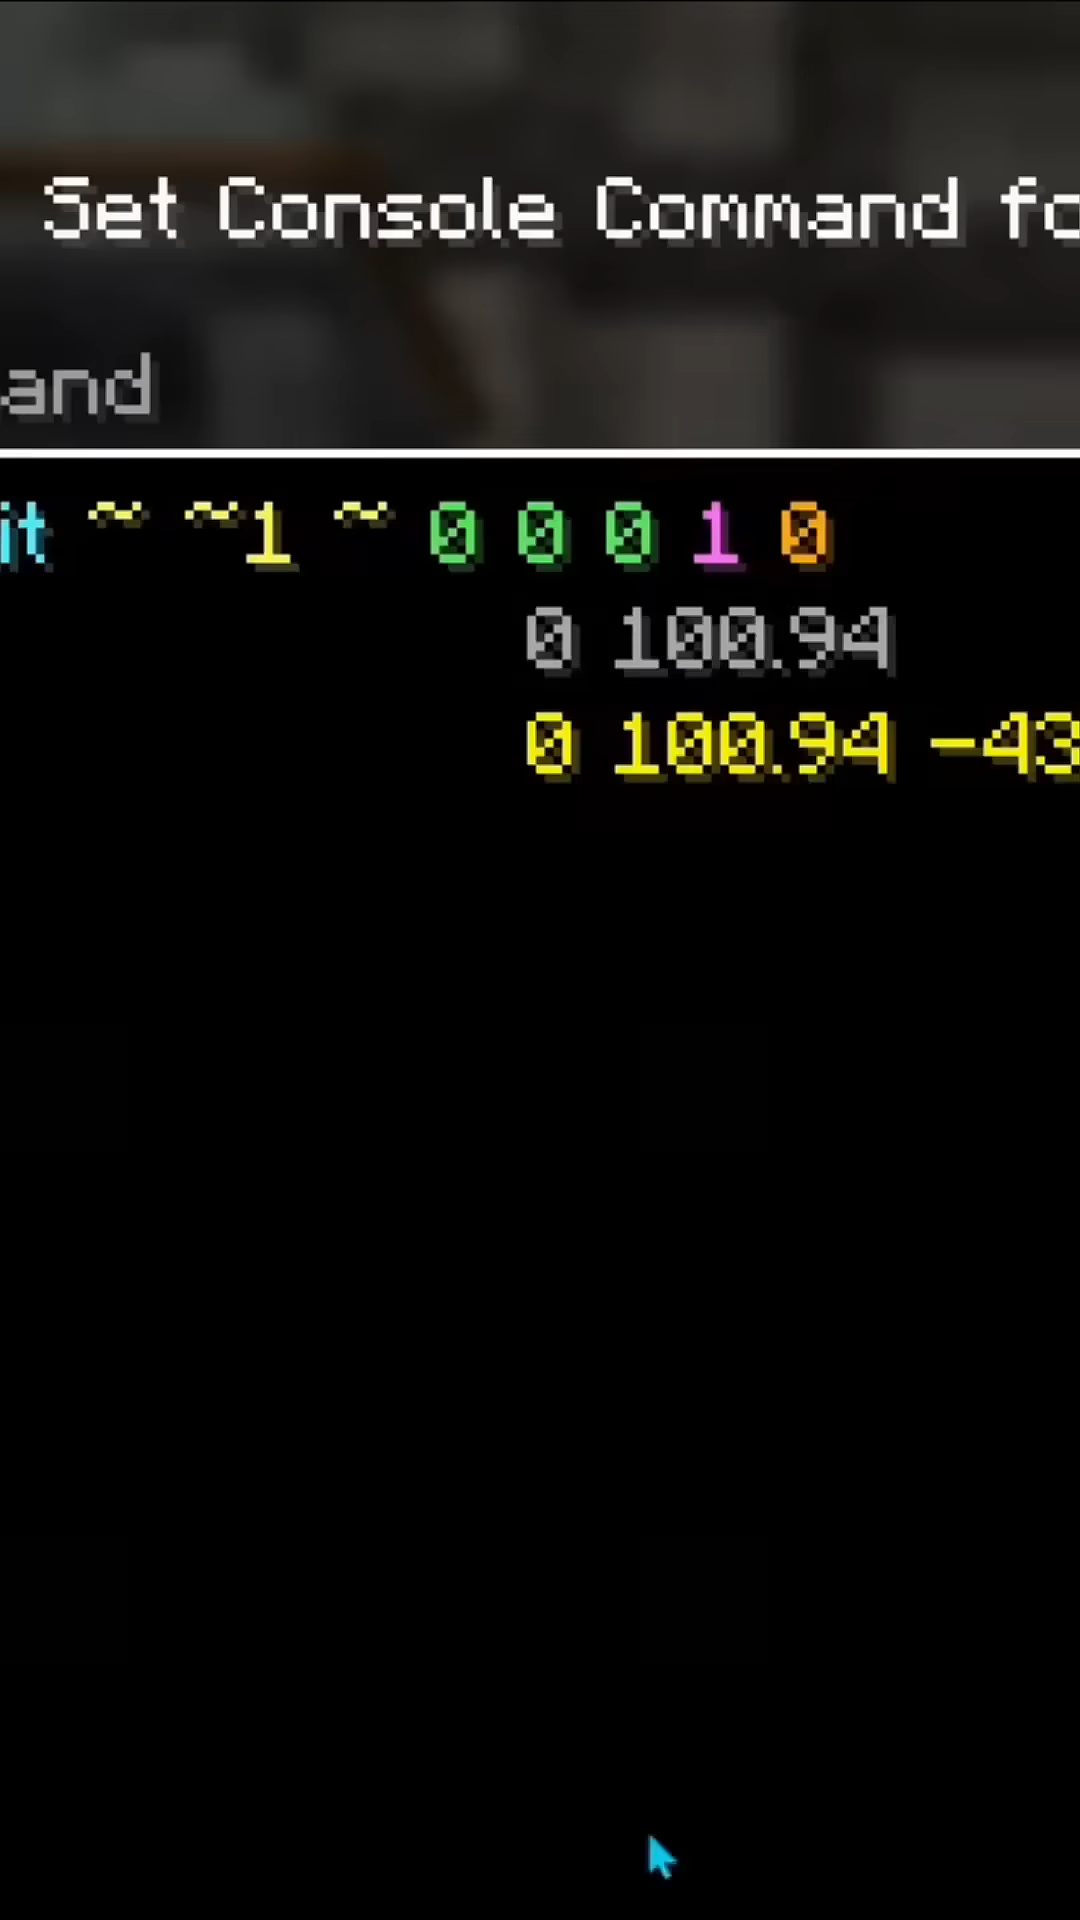 Set Console Command fo
and
it ~ ~1 ~ 0 0 0 1 0
0 100.94
0 100.94 -43